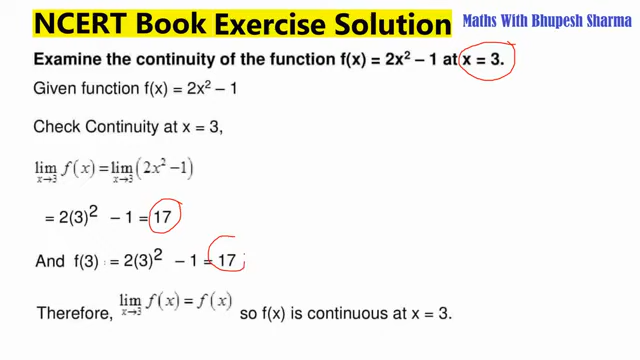 NCERT Book Exercise Solution
Maths With Bhupesh Sharma
Examine the continuity of the function f(x) = 2x² – 1 at x = 3.
Given function f(x) = 2x² – 1
Check Continuity at x = 3,
lim x→3 f(x) = lim x→3 (2x² −1)
= 2(3)² – 1 = 17
And f(3) = 2(3)² – 1 = 17
Therefore, lim x→3 f(x) = f(x) so f(x) is continuous at x = 3.